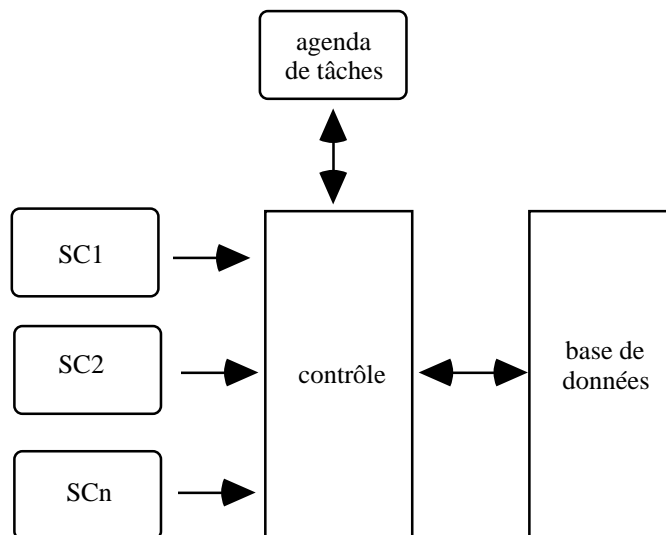 agenda
de tâches
SC1
SC2
SCn
contrôle
base de
données